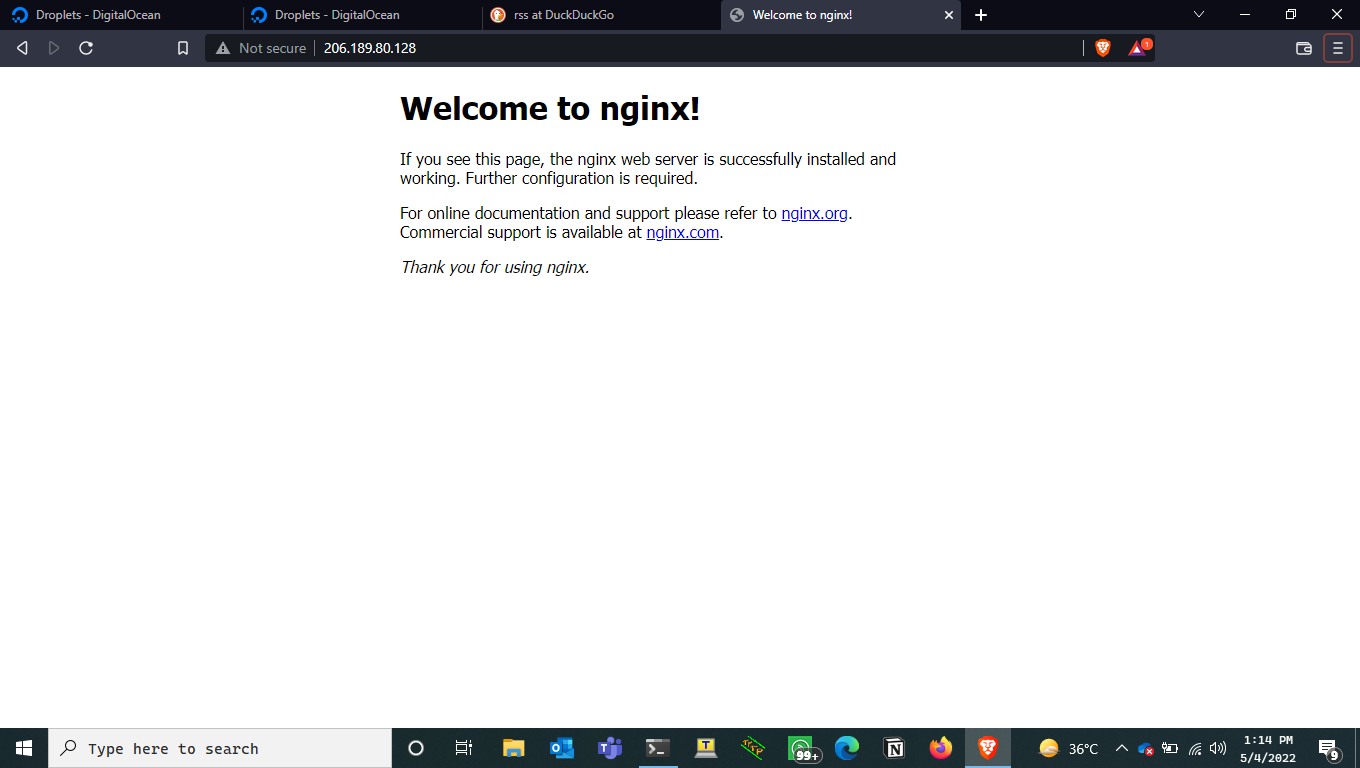 Droplets - DigitalOcean
Droplets - DigitalOcean
rss at DuckDuckGo
Welcome to nginx!
Not secure
206.189.80.128
1
Welcome to nginx!
If you see this page, the nginx web server is successfully installed and
working. Further configuration is required.
For online documentation and support please refer to nginx.org.
Commercial support is available at nginx.com.
Thank you for using nginx.
Type here to search
99+
36°C
1:14 PM
5/4/2022
9